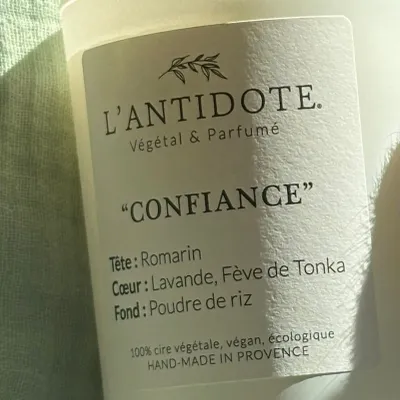 L'ANTIDOTE®
Végétal & Parfumé
“CONFIANCE”
Tête : Romarin
Cœur : Lavande, Fève de Tonka
Fond : Poudre de riz
100% cire végétale, végan, écologique
HAND-MADE IN PROVENCE